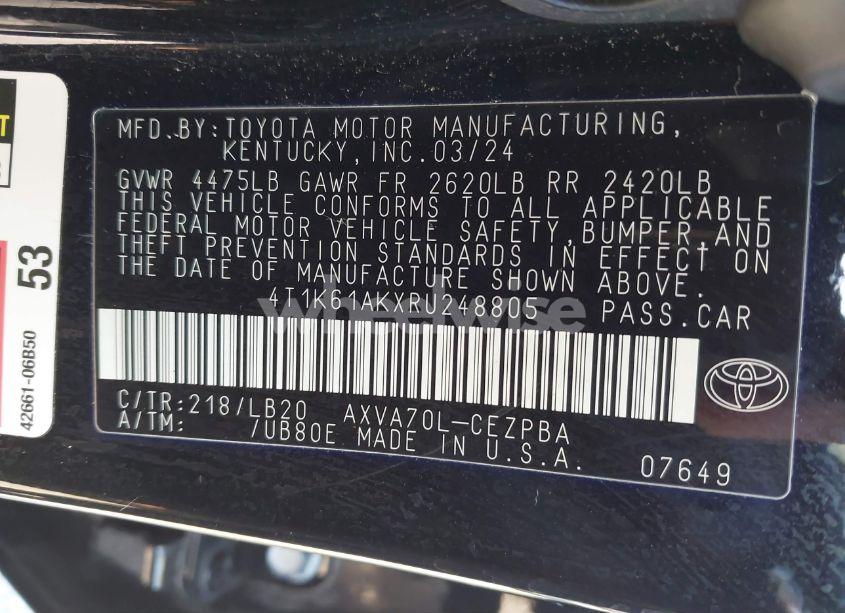 MFD. BY: TOYOTA MOTOR MANUFACTURING,
KENTUCKY, INC. 03/24
GVWR 4475LB GAWR FR 2620LB RR 2420LB
THIS VEHICLE CONFORMS TO ALL APPLICABLE
FEDERAL MOTOR VEHICLE SAFETY, BUMPER, AND
THEFT PREVENTION STANDARDS IN EFFECT ON
THE DATE OF MANUFACTURE SHOWN ABOVE.
4T1K61AKXRU248805 PASS. CAR
wheelwise
C/TR: 218/LB20 AXVA70L-CEZPBA
A/TM: /UB80E MADE IN U.S.A.
07649
53
42661-06B50